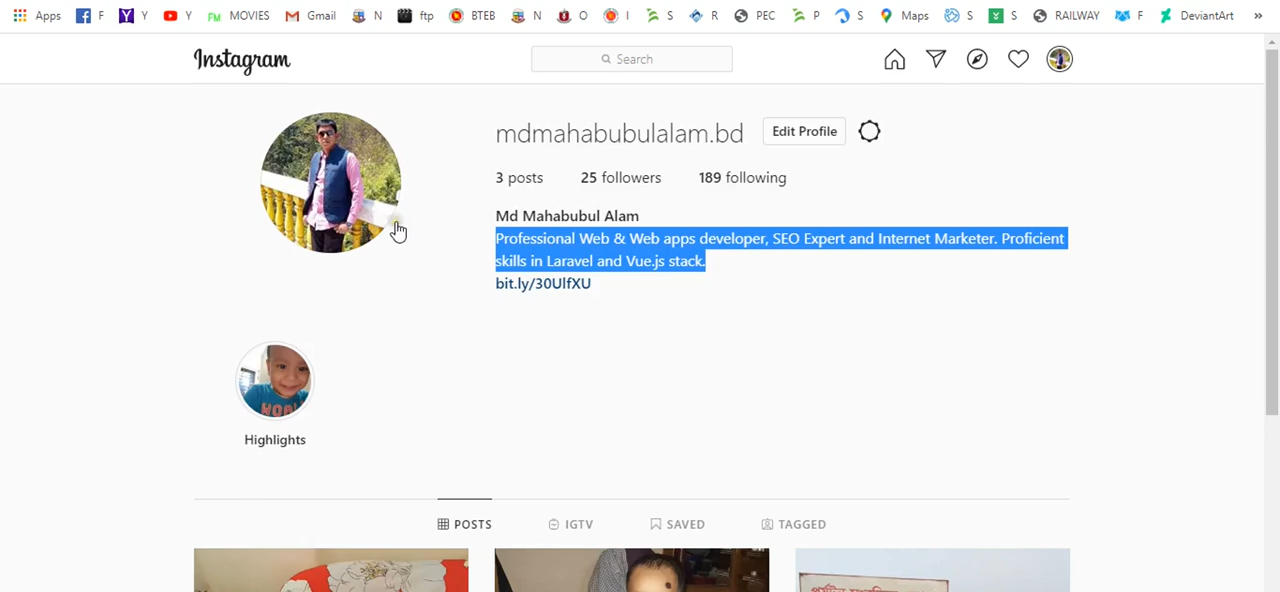 Apps F Y Y MOVIES Gmail N ftp BTEB N O I S R PEC P S Maps S S RAILWAY F DeviantArt »
Instagram
Search
mdmahabubulalam.bd Edit Profile
3 posts 25 followers 189 following
Md Mahabubul Alam
Professional Web & Web apps developer, SEO Expert and Internet Marketer. Proficient
skills in Laravel and Vue.js stack.
bit.ly/30UlfXU
Highlights
POSTS IGTV SAVED TAGGED